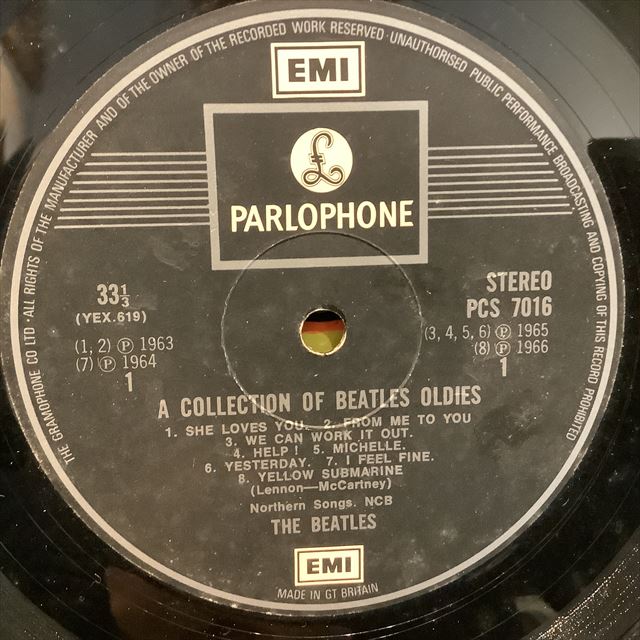 THE GRAMOPHONE CO LTD · ALL RIGHTS OF THE MANUFACTURER AND OF THE OWNER OF THE RECORDED WORK RESERVED · UNAUTHORISED PUBLIC PERFORMANCE BROADCASTING AND COPYING OF THIS RECORD PROHIBITED
EMI
£
PARLOPHONE
33⅓
(YEX.619)
(1, 2) ℗ 1963
(7) ℗ 1964
1
STEREO
PCS 7016
(3, 4, 5, 6) ℗ 1965
(8) ℗ 1966
1
A COLLECTION OF BEATLES OLDIES
1. SHE LOVES YOU. 2. FROM ME TO YOU
3. WE CAN WORK IT OUT.
4. HELP! 5. MICHELLE.
6. YESTERDAY. 7. I FEEL FINE.
8. YELLOW SUBMARINE
(Lennon—McCartney)
Northern Songs. NCB
THE BEATLES
EMI
MADE IN GT BRITAIN